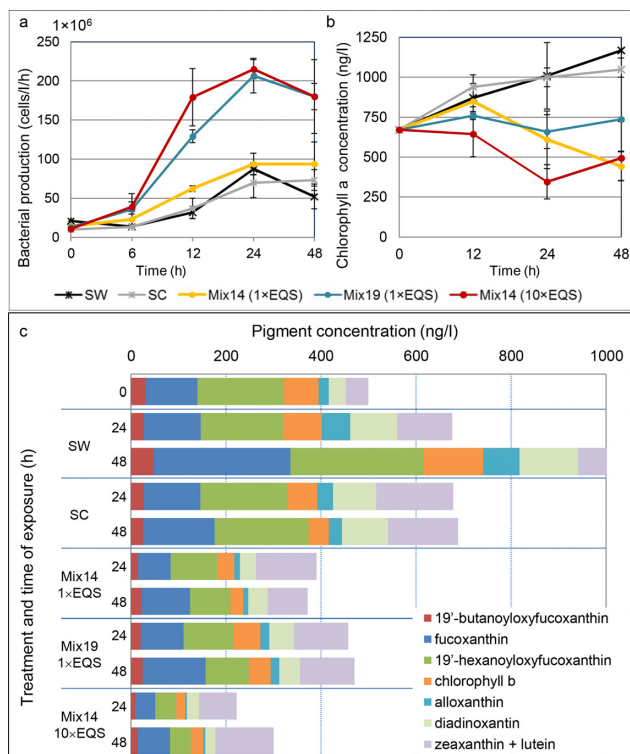 a
1×10⁶
Bacterial production (cells/l/h)
250
200
150
100
50
0
0 6 12 24 48
Time (h)
b
Chlorophyll a concentration (ng/l)
1250
1000
750
500
250
0
0 12 24 48
Time (h)
SW SC Mix14 (1×EQS) Mix19 (1×EQS) Mix14 (10×EQS)
c
Pigment concentration (ng/l)
0 200 400 600 800 1000
Treatment and time of exposure (h)
0
SW
24
48
SC
24
48
Mix14
1×EQS
24
48
Mix19
1×EQS
24
48
Mix14
10×EQS
24
48
19'-butanoyloxyfucoxanthin
fucoxanthin
19'-hexanoyloxyfucoxanthin
chlorophyll b
alloxanthin
diadinoxantin
zeaxanthin + lutein